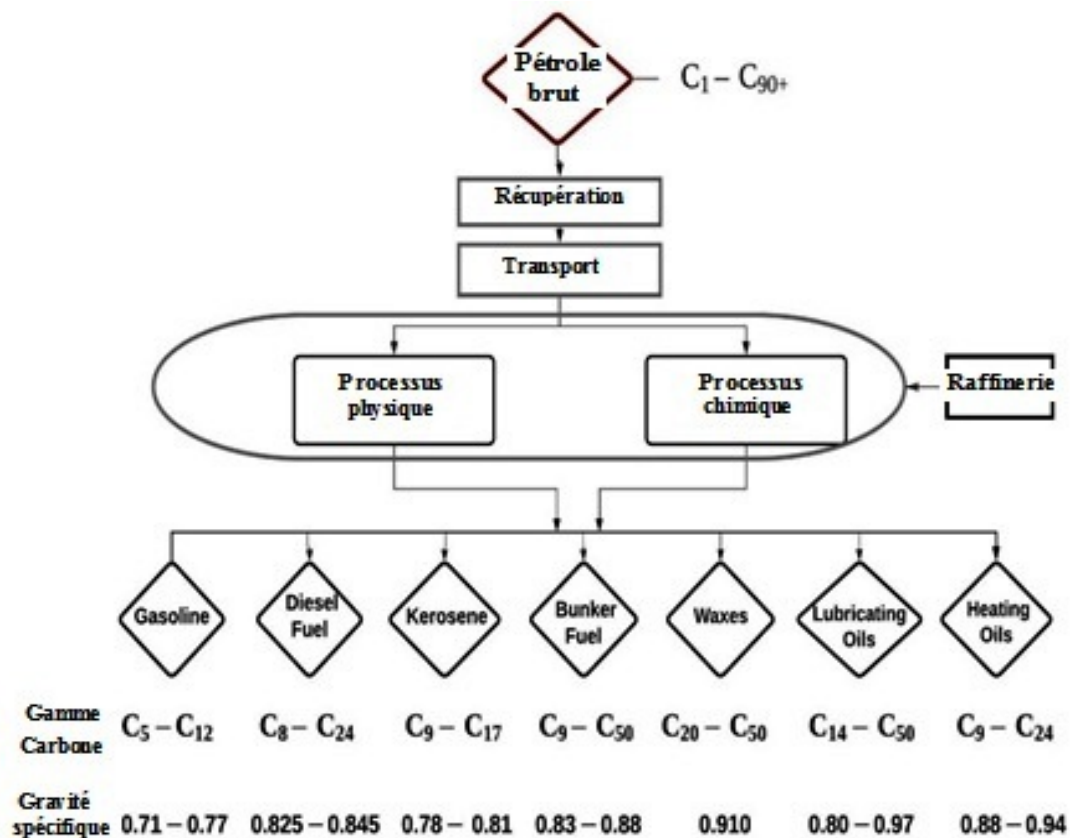 Pétrole
brut
C₁ – C₉₀₊
Récupération
Transport
Processus
physique
Processus
chimique
Raffinerie
Gasoline
Diesel
Fuel
Kerosene
Bunker
Fuel
Waxes
Lubricating
Oils
Heating
Oils
Gamme
Carbone
C₅ – C₁₂ C₈ – C₂₄ C₉ – C₁₇ C₉ – C₅₀ C₂₀ – C₅₀ C₁₄ – C₅₀ C₉ – C₂₄
Gravité
spécifique 0.71 – 0.77 0.825 – 0.845 0.78 – 0.81 0.83 – 0.88 0.910 0.80 – 0.97 0.88 – 0.94